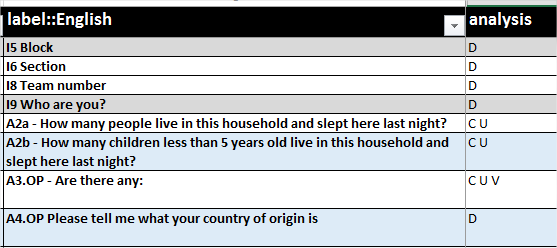 label::English analysis
I5 Block D
I6 Section D
I8 Team number D
I9 Who are you? D
A2a - How many people live in this household and slept here last night? C U
A2b - How many children less than 5 years old live in this household and C U
slept here last night?
A3.OP - Are there any: C U V
A4.OP Please tell me what your country of origin is D